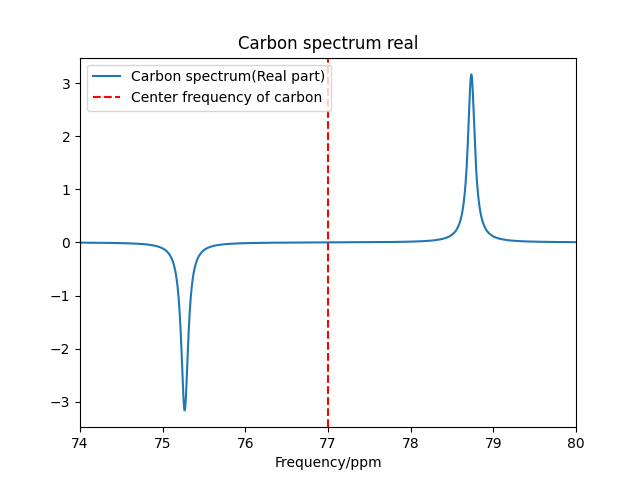 Carbon spectrum real
Carbon spectrum(Real part)
Center frequency of carbon
3
2
1
0
−1
−2
−3
74 75 76 77 78 79 80
Frequency/ppm